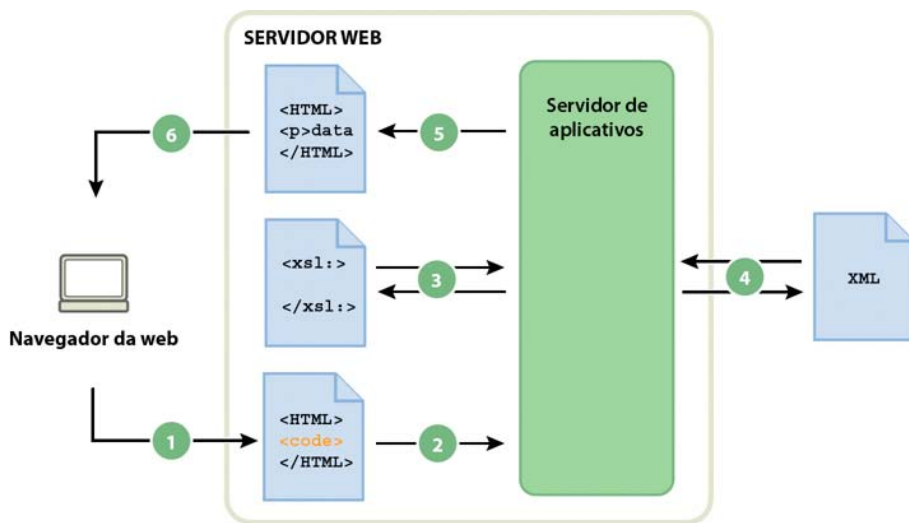 SERVIDOR WEB
<HTML>
<p>data
</HTML>
Servidor de
aplicativos
6
5
<xsl:>
</xsl:>
3
4
XML
Navegador da web
<HTML>
<code>
</HTML>
1
2